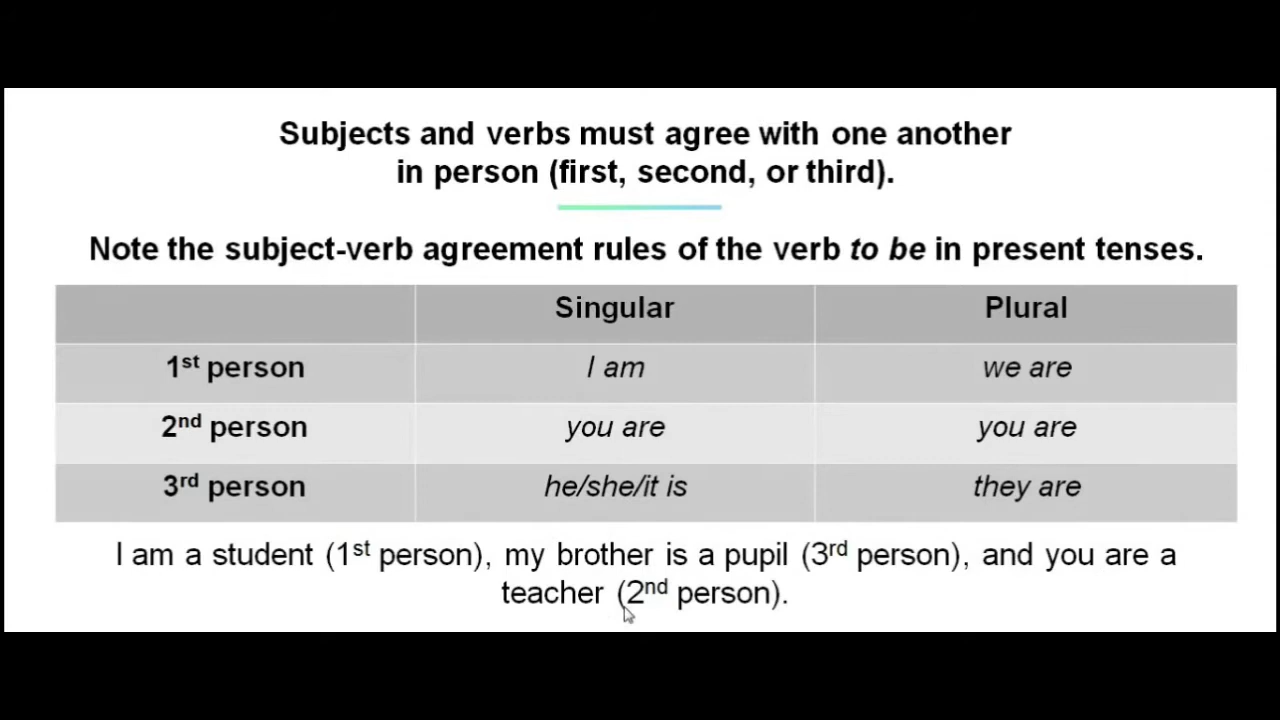 Subjects and verbs must agree with one another
in person (first, second, or third).
Note the subject-verb agreement rules of the verb to be in present tenses.
Singular Plural
1st person I am we are
2nd person you are you are
3rd person he/she/it is they are
I am a student (1st person), my brother is a pupil (3rd person), and you are a
teacher (2nd person).